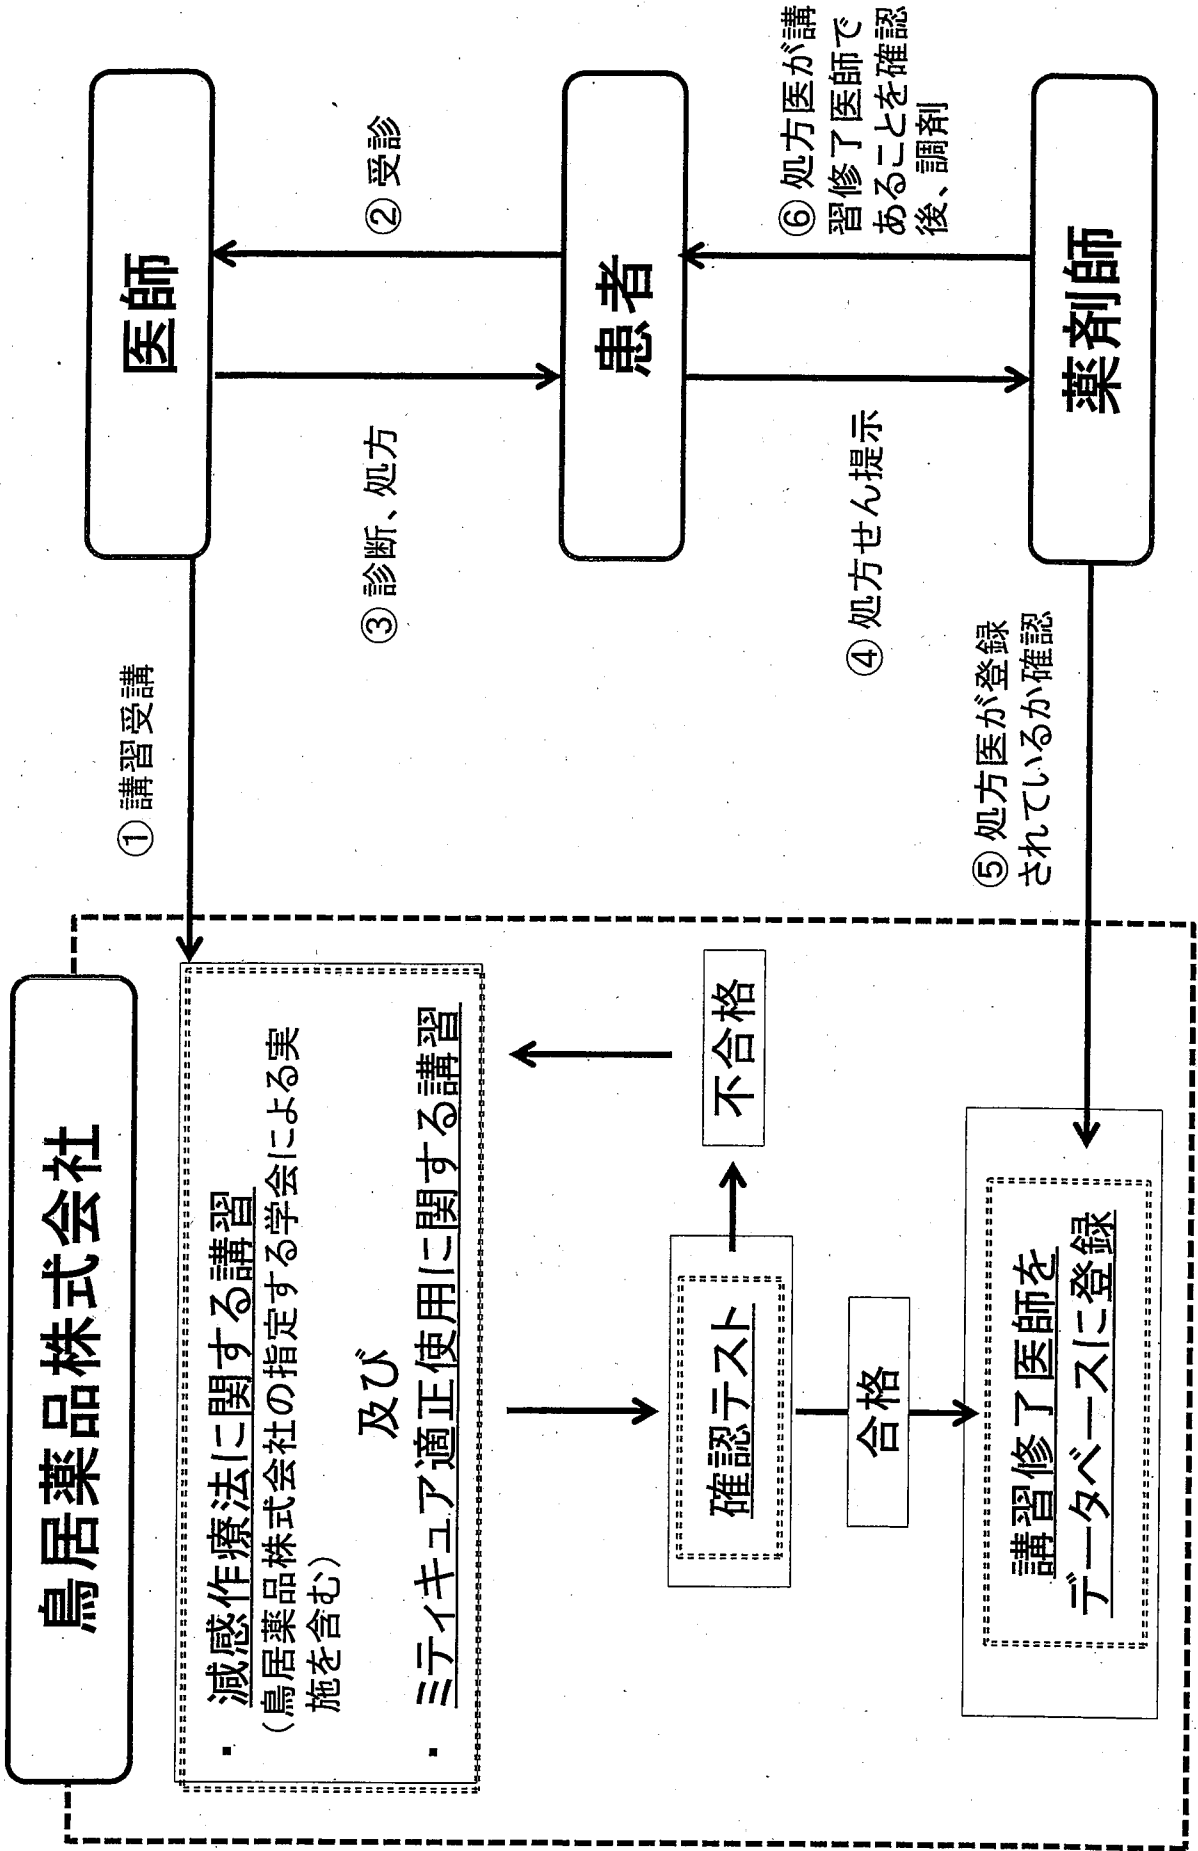 鳥居薬品株式会社
・減感作療法に関する講習
（鳥居薬品株式会社の指定する学会による実
施を含む）
及び
・ミティキュア適正使用に関する講習
確認テスト
不合格
合格
講習修了医師を
データベースに登録
①講習受講
医師
②受診
③診断、処方
患者
④処方せん提示
⑤処方医が登録
されているか確認
⑥処方医が講
習修了医師で
あることを確認
後、調剤
薬剤師